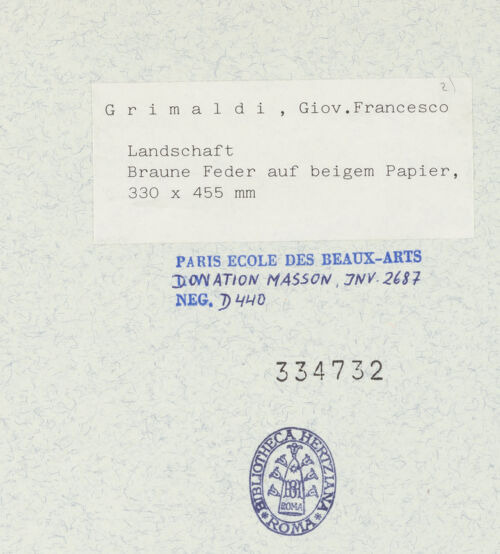 2)
G r i m a l d i , Giov.Francesco
Landschaft
Braune Feder auf beigem Papier,
330 x 455 mm
PARIS ECOLE DES BEAUX-ARTS
DONATION MASSON, INV. 2687
NEG. D 440
334732
BIBLIOTHECA HERTZIANA
ROMA
ROMA